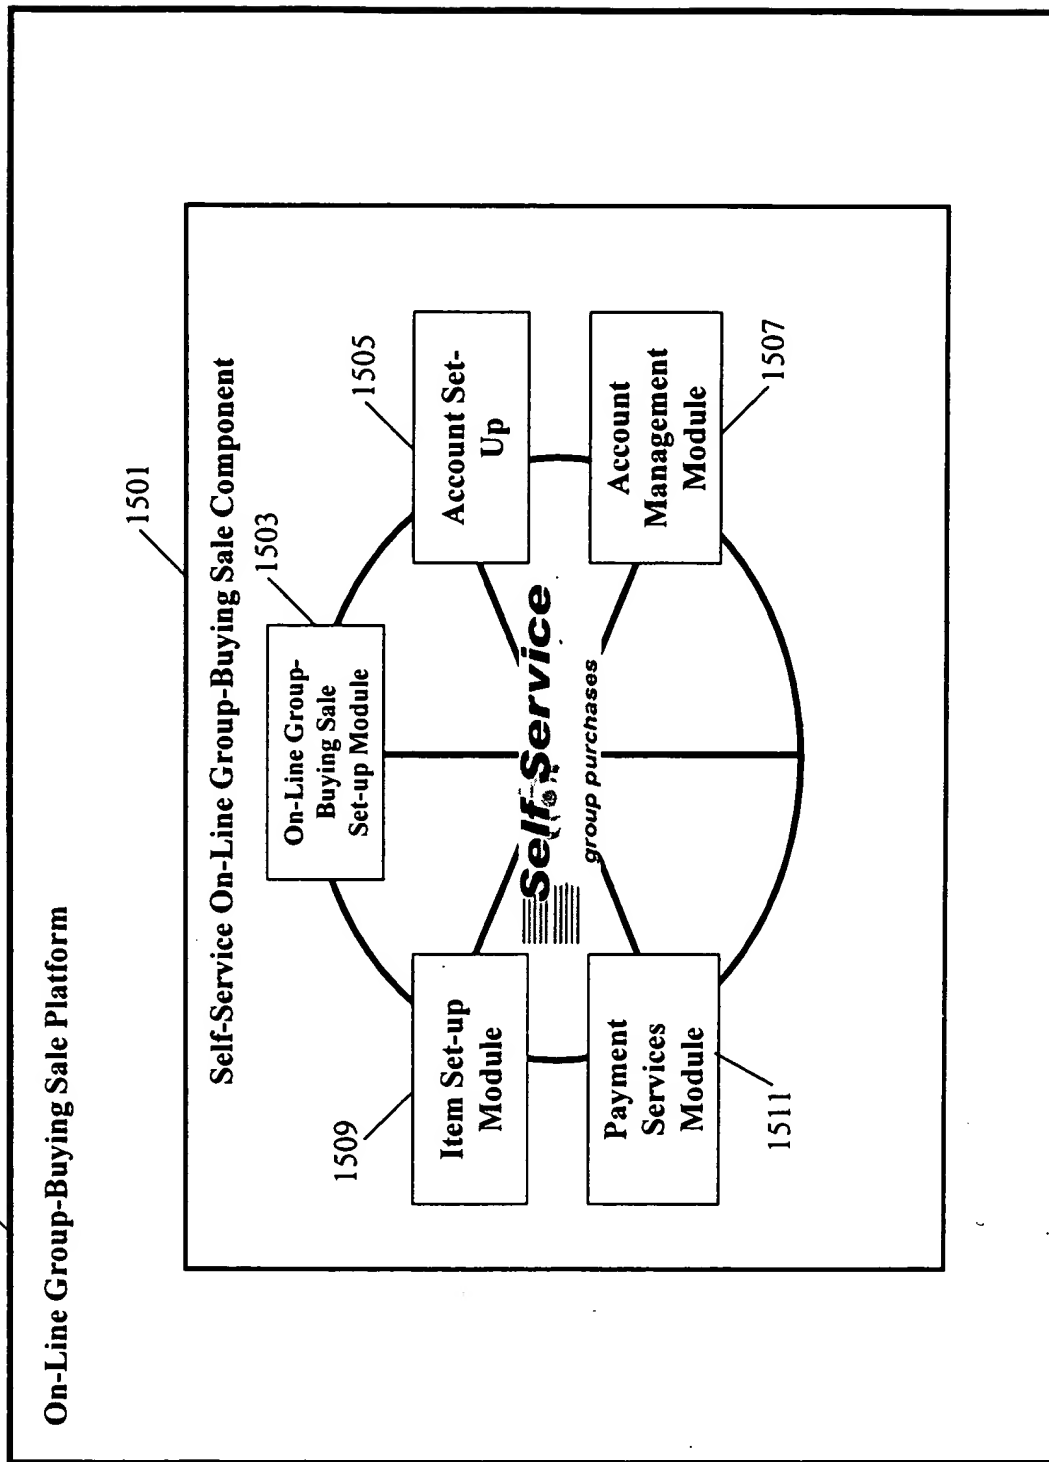 On-Line Group-Buying Sale Platform
1501
Self-Service On-Line Group-Buying Sale Component
1503
On-Line Group-
Buying Sale
Set-up Module
1509
Item Set-up
Module
1505
Account Set-
Up
Self-Service
group purchases
Payment
Services
Module
1511
Account
Management
Module
1507